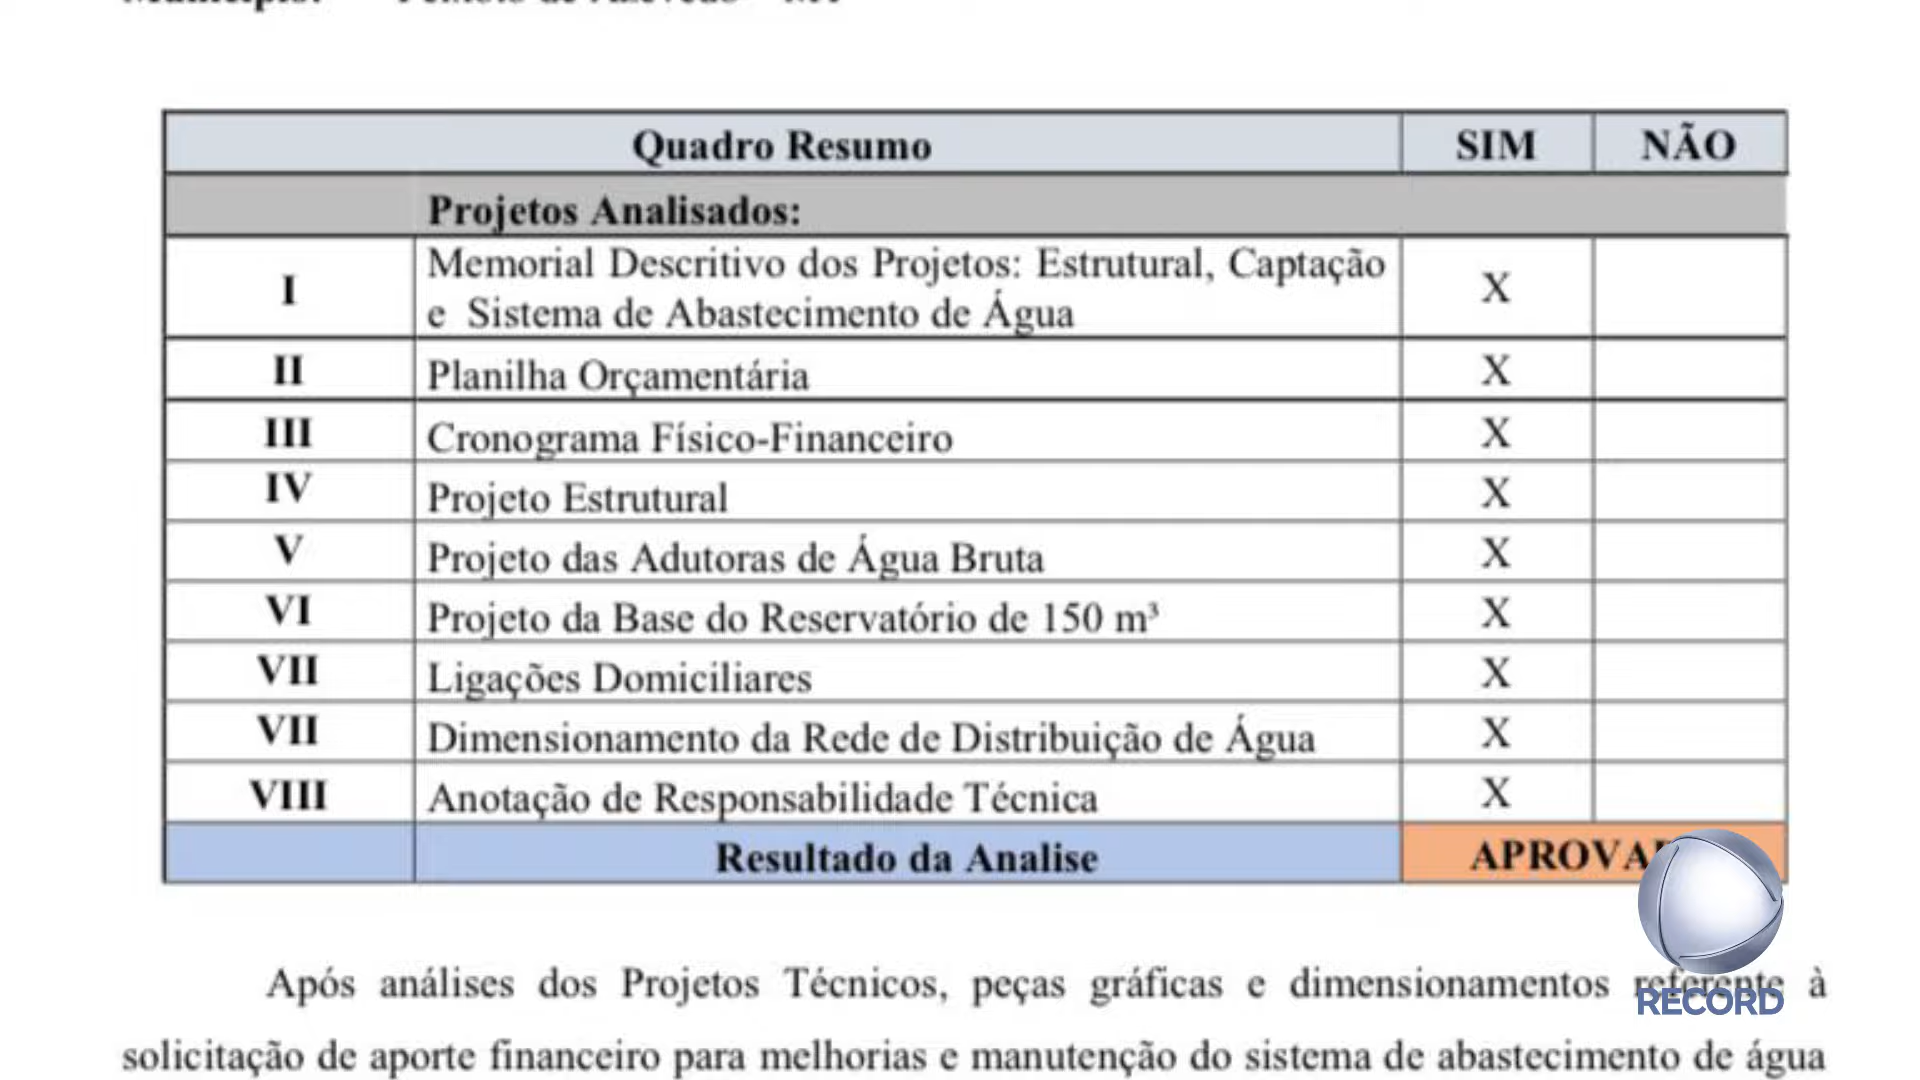 Quadro Resumo SIM NÃO
Projetos Analisados:
I Memorial Descritivo dos Projetos: Estrutural, Captação
e Sistema de Abastecimento de Água X
II Planilha Orçamentária X
III Cronograma Físico-Financeiro X
IV Projeto Estrutural X
V Projeto das Adutoras de Água Bruta X
VI Projeto da Base do Reservatório de 150 m³ X
VII Ligações Domiciliares X
VII Dimensionamento da Rede de Distribuição de Água X
VIII Anotação de Responsabilidade Técnica X
Resultado da Analise
Após análises dos Projetos Técnicos, peças gráficas e dimensionamentos referente à
RECORD
solicitação de aporte financeiro para melhorias e manutenção do sistema de abastecimento de água